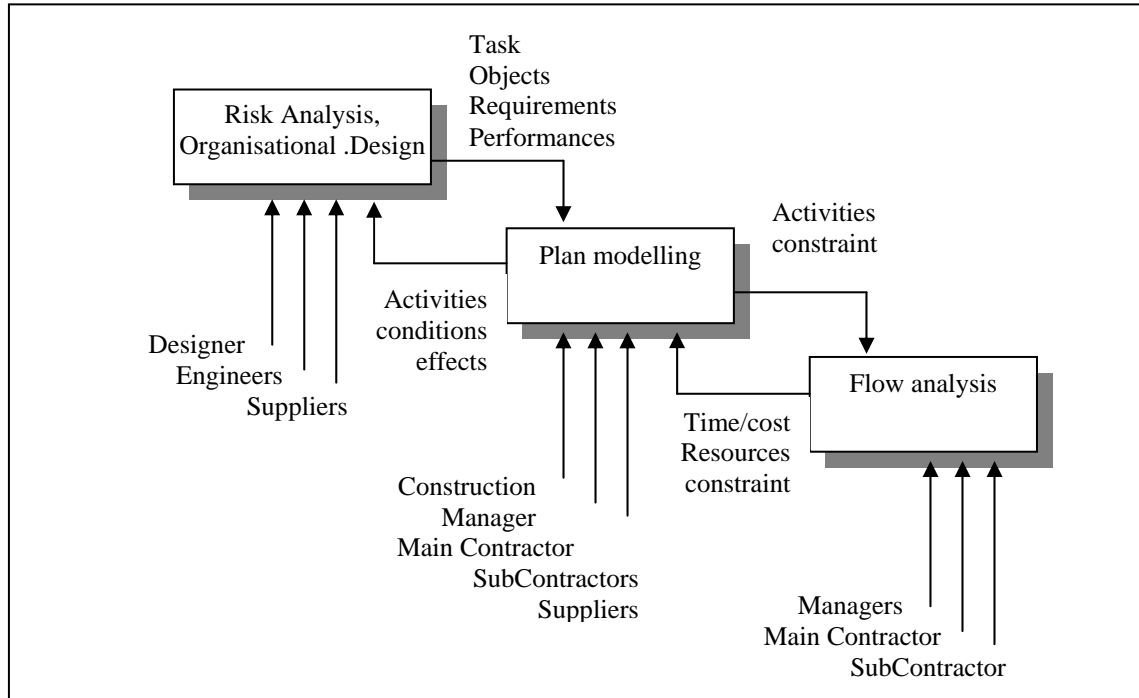 Task
Objects
Requirements
Performances
Risk Analysis,
Organisational .Design
Activities
constraint
Plan modelling
Activities
conditions
effects
Designer
Engineers
Suppliers
Flow analysis
Time/cost
Resources
constraint
Construction
Manager
Main Contractor
SubContractors
Suppliers
Managers
Main Contractor
SubContractor